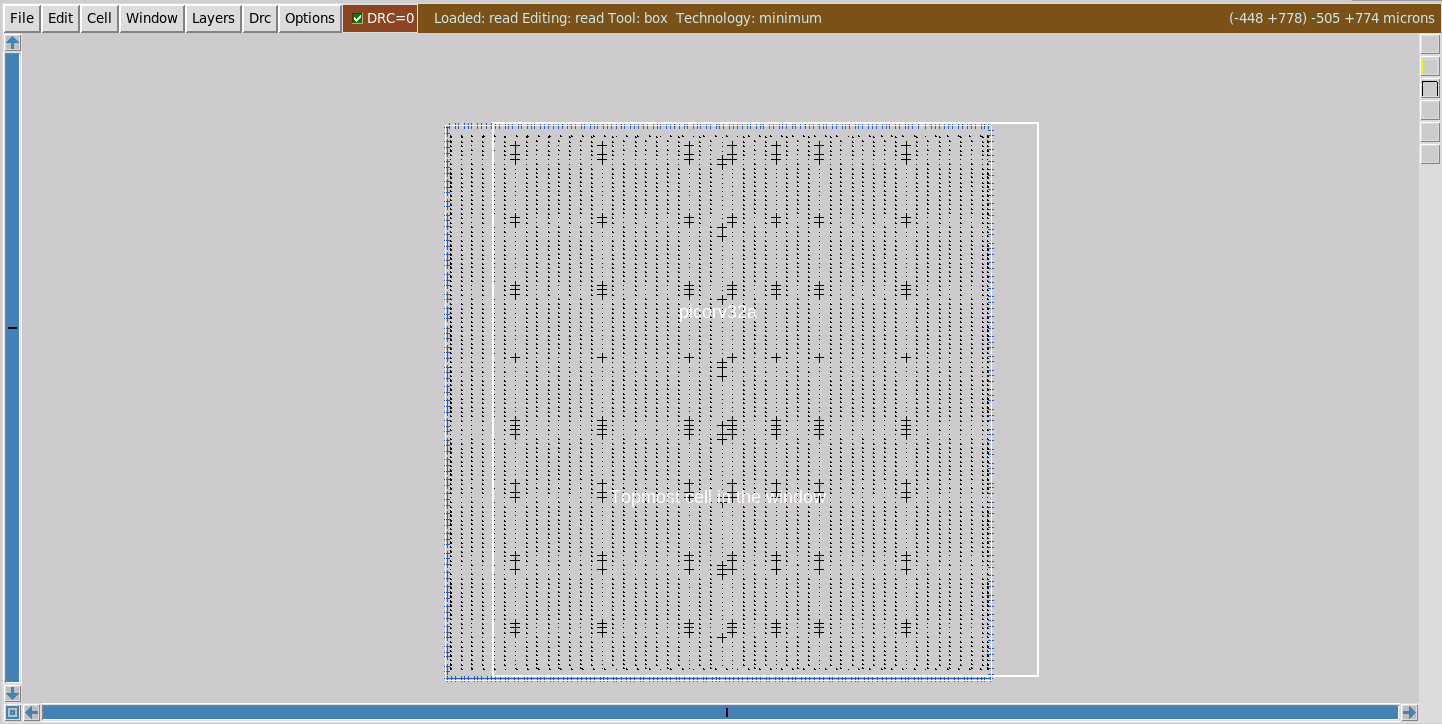 File Edit Cell Window Layers Drc Options DRC=0 Loaded: read Editing: read Tool: box Technology: minimum (-448 +778) -505 +774 microns
picorv32a
Topmost cell in the window